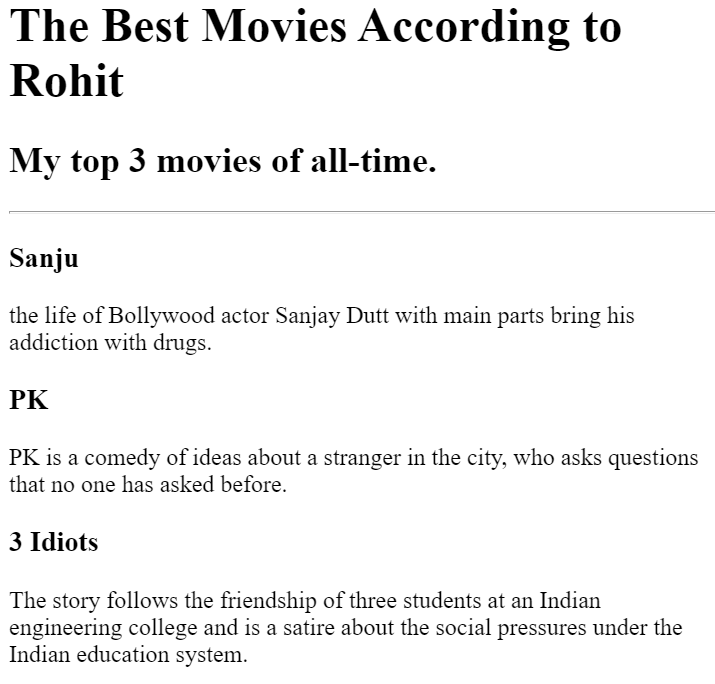 The Best Movies According to
Rohit
My top 3 movies of all-time.
Sanju
the life of Bollywood actor Sanjay Dutt with main parts bring his
addiction with drugs.
PK
PK is a comedy of ideas about a stranger in the city, who asks questions
that no one has asked before.
3 Idiots
The story follows the friendship of three students at an Indian
engineering college and is a satire about the social pressures under the
Indian education system.